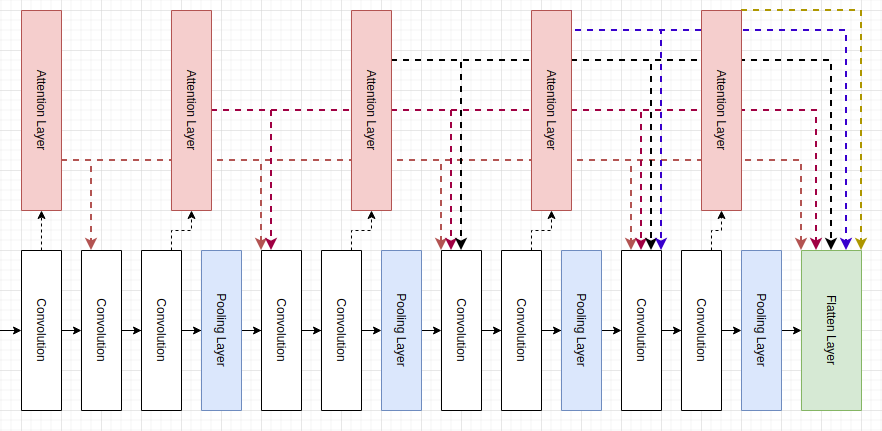 Attention Layer
Attention Layer
Attention Layer
Attention Layer
Attention Layer
Convolution
Convolution
Convolution
Pooling Layer
Convolution
Convolution
Pooling Layer
Convolution
Convolution
Pooling Layer
Convolution
Convolution
Pooling Layer
Flatten Layer